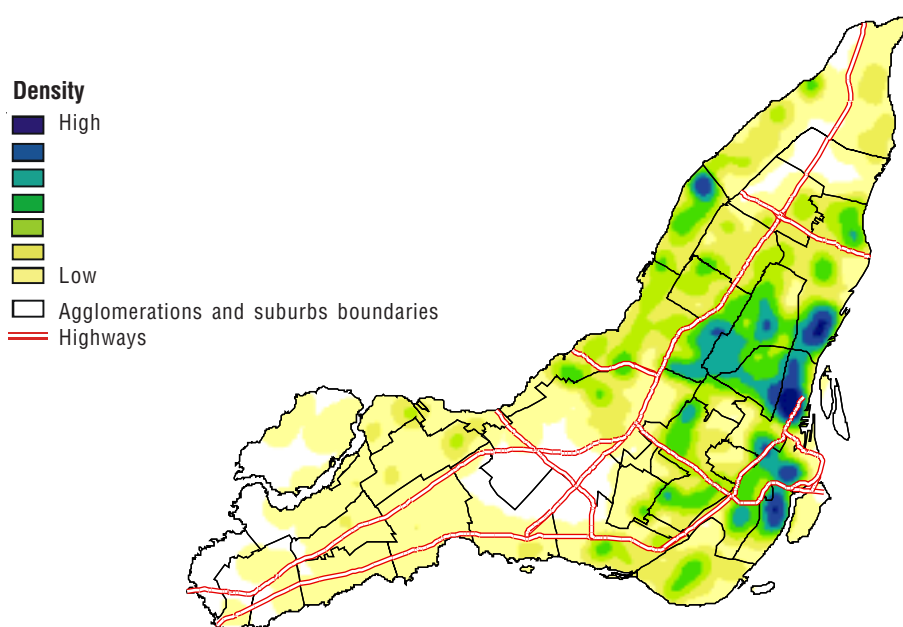 Density
High
Low
Agglomerations and suburbs boundaries
Highways